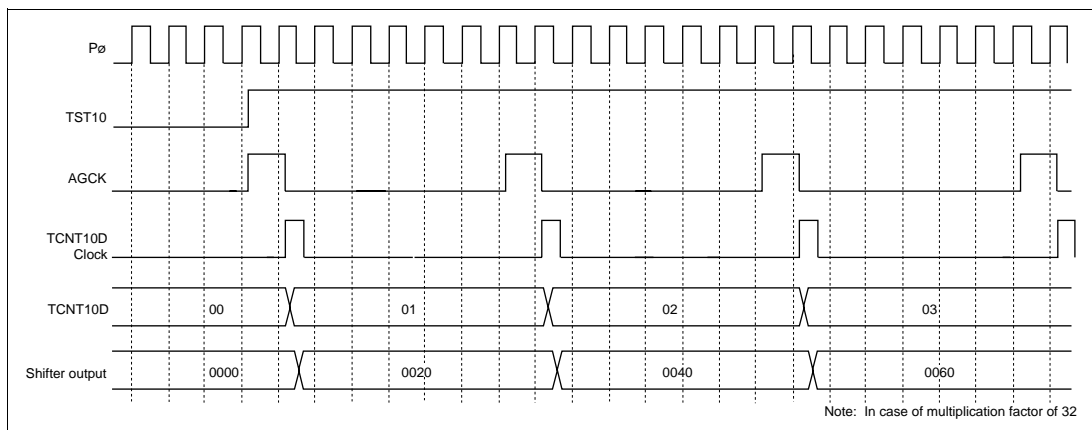 Pø
TST10
AGCK
TCNT10D
Clock
TCNT10D 00 01 02 03
Shifter output 0000 0020 0040 0060
Note: In case of multiplication factor of 32